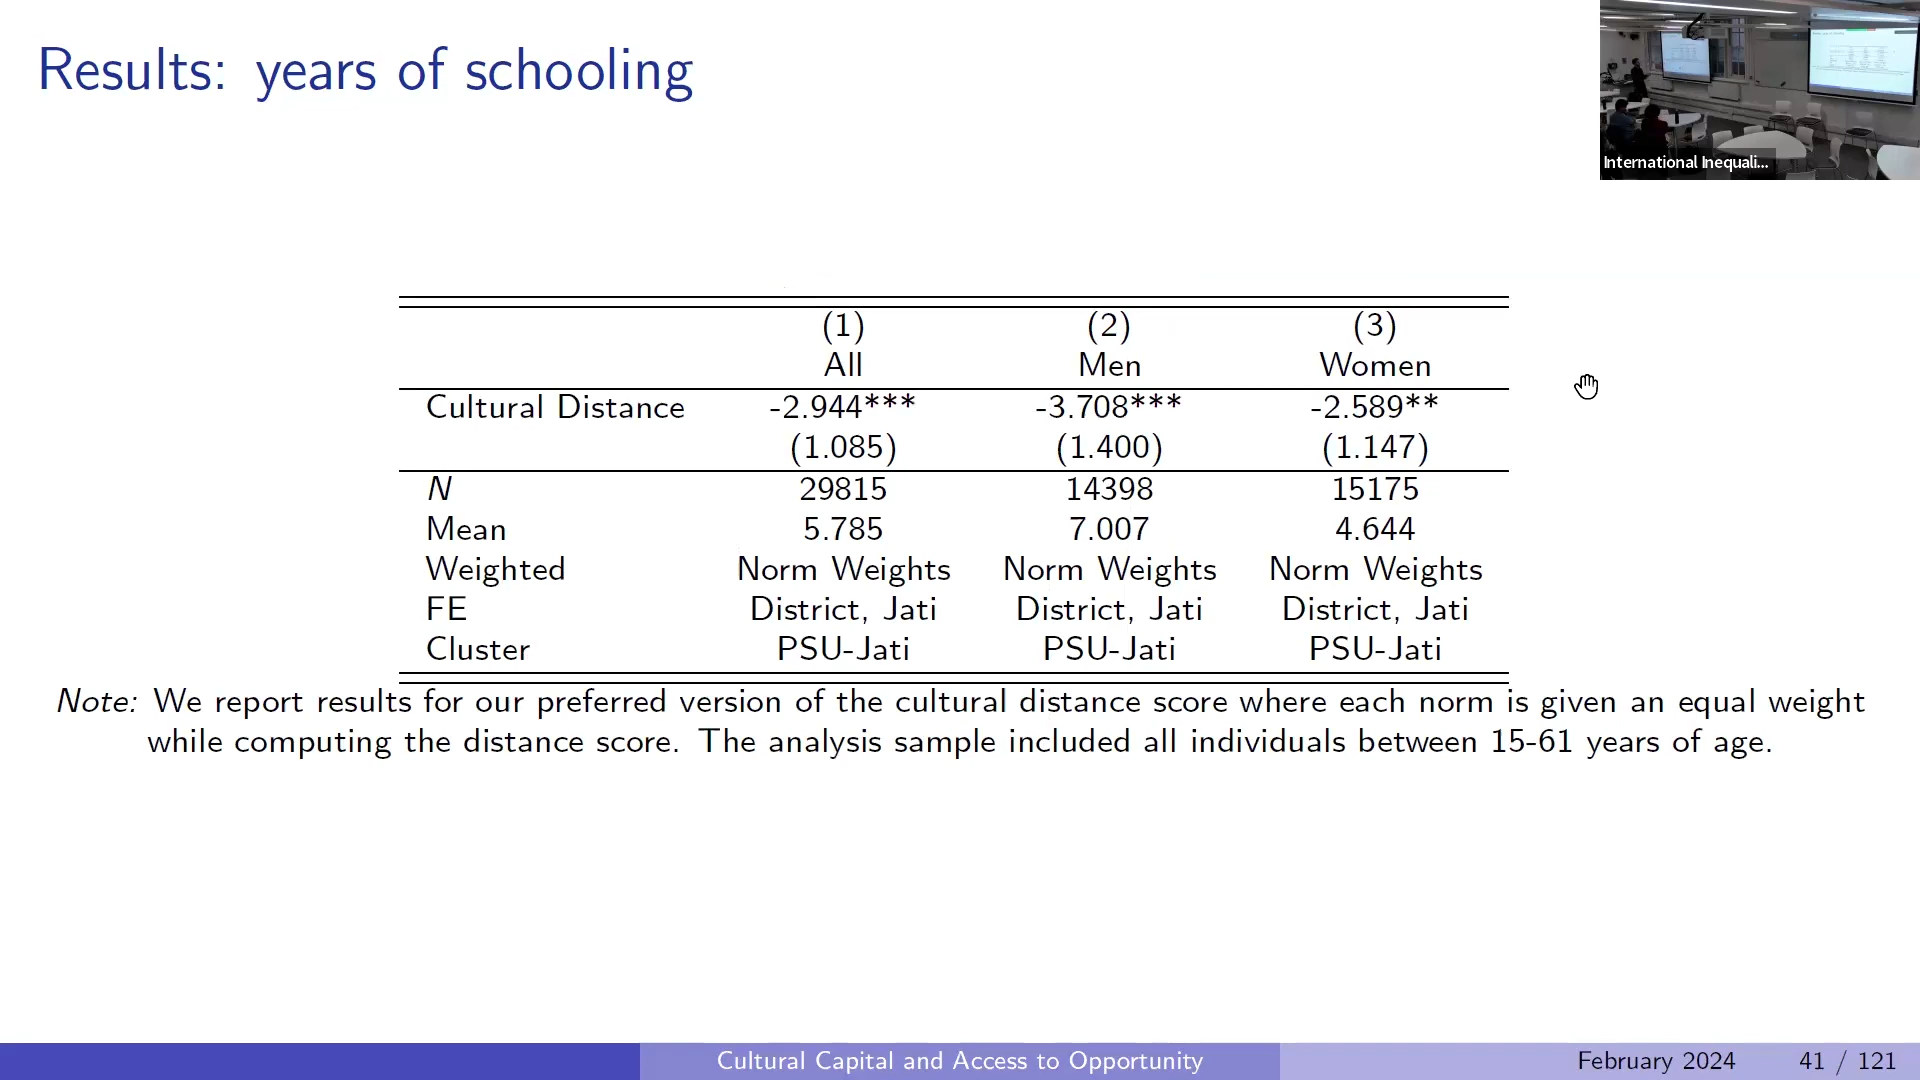 Results: years of schooling
International Inequali...
(1) (2) (3)
All Men Women
Cultural Distance -2.944*** -3.708*** -2.589**
(1.085) (1.400) (1.147)
N 29815 14398 15175
Mean 5.785 7.007 4.644
Weighted Norm Weights Norm Weights Norm Weights
FE District, Jati District, Jati District, Jati
Cluster PSU-Jati PSU-Jati PSU-Jati
Note: We report results for our preferred version of the cultural distance score where each norm is given an equal weight
while computing the distance score. The analysis sample included all individuals between 15-61 years of age.
Cultural Capital and Access to Opportunity February 2024 41 / 121